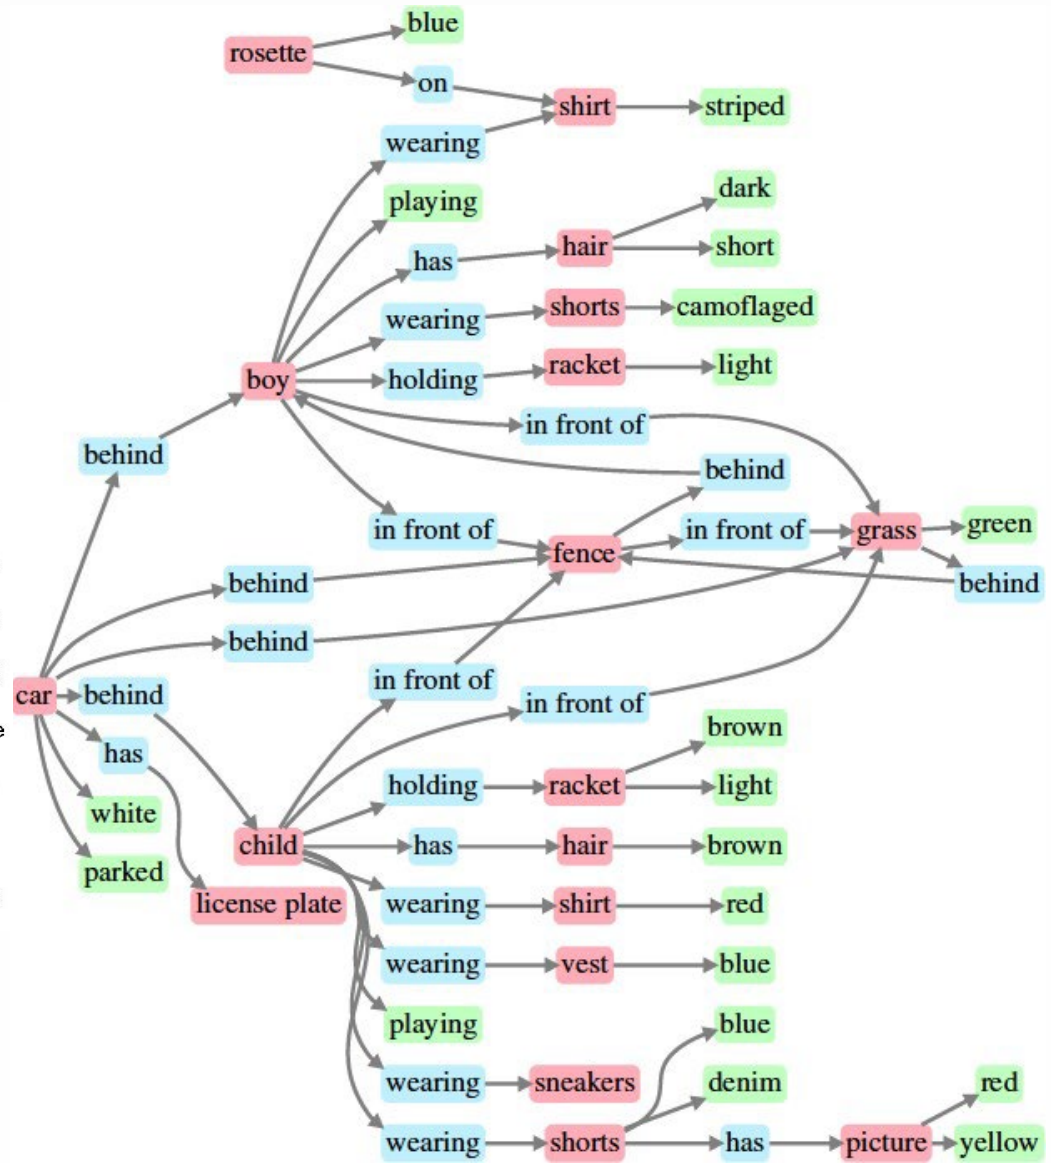 blue
rosette
on
shirt striped
wearing
dark
playing
hair short
has
shorts camoflaged
wearing
racket light
boy holding
in front of
behind
behind
green
in front of in front of grass
fence
behind behind
behind
in front of
car behind
in front of
brown
has
holding racket light
white
child has hair brown
parked
license plate wearing shirt red
wearing vest blue
playing blue
wearing sneakers denim red
wearing shorts has picture yellow